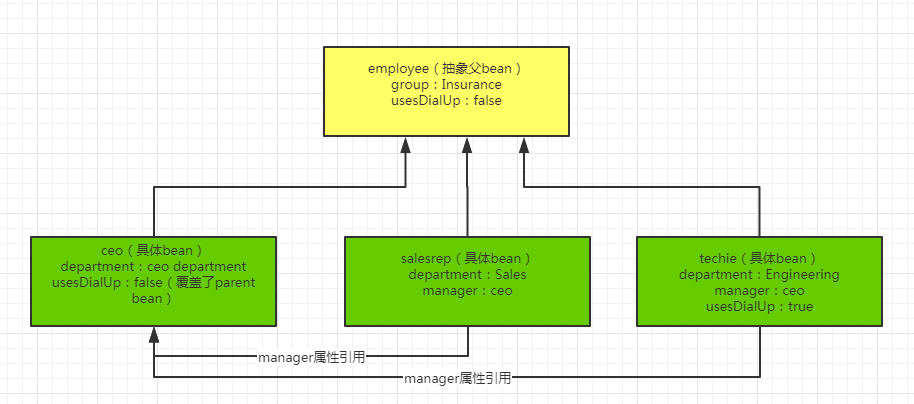 employee（抽象父bean）
group：Insurance
usesDialUp：false
ceo（具体bean）
department：ceo department
usesDialUp：false（覆盖了parent
bean）
salesrep（具体bean）
department：Sales
manager：ceo
techie（具体bean）
department：Engineering
manager：ceo
usesDialUp：true
manager属性引用
manager属性引用